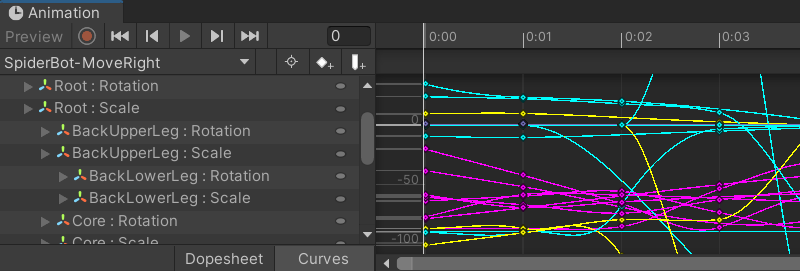 Animation
Preview 0 0:00 0:01 0:02 0:03
SpiderBot-MoveRight
Root : Rotation
Root : Scale
BackUpperLeg : Rotation
BackUpperLeg : Scale
BackLowerLeg : Rotation
BackLowerLeg : Scale
Core : Rotation
Core : Scale
0
-50
-100
Dopesheet Curves